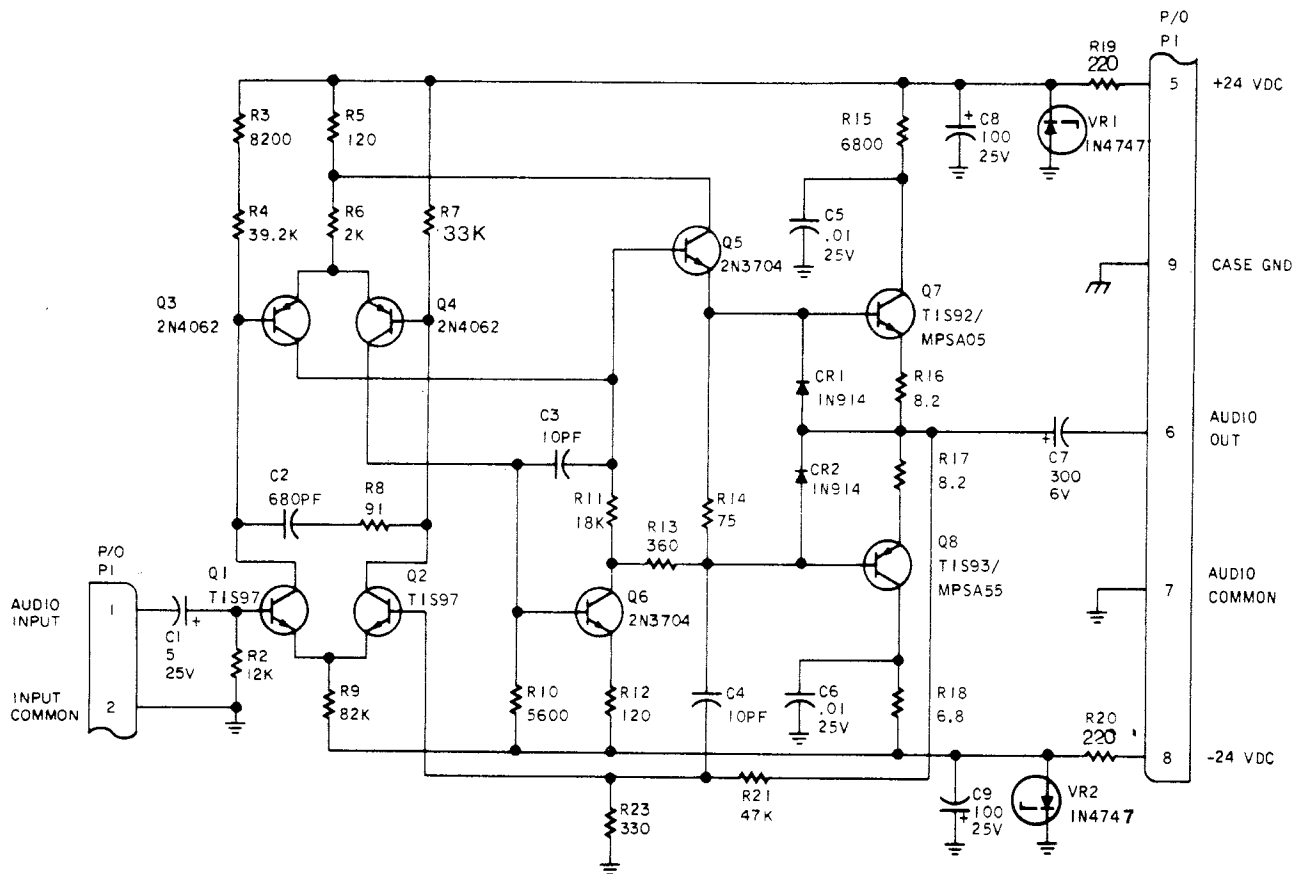 P/O
P1
R19
220
5
+24 VDC
R3
8200
R5
120
R15
6800
+
C8
100
25V
VR1
1N4747
R4
39.2K
R6
2K
R7
33K
C5
.01
25V
Q5
2N3704
9
CASE GND
Q3
2N4062
Q4
2N4062
Q7
TIS92/
MPSA05
CR1
1N914
R16
8.2
C3
10PF
AUDIO
OUT
6
+
C7
300
6V
C2
680PF
R8
91
R11
18K
R14
75
CR2
1N914
R17
8.2
R13
360
Q8
TIS93/
MPSA55
P/O
P1
Q1
TIS97
Q2
TIS97
AUDIO
INPUT
1
7
AUDIO
COMMON
C1
5
25V
+
Q6
2N3704
R2
12K
INPUT
COMMON
2
R9
82K
R10
5600
R12
120
C4
10PF
C6
.01
25V
R18
6.8
R20
220
8
-24 VDC
R21
47K
R23
330
C9
100
25V
+
VR2
1N4747